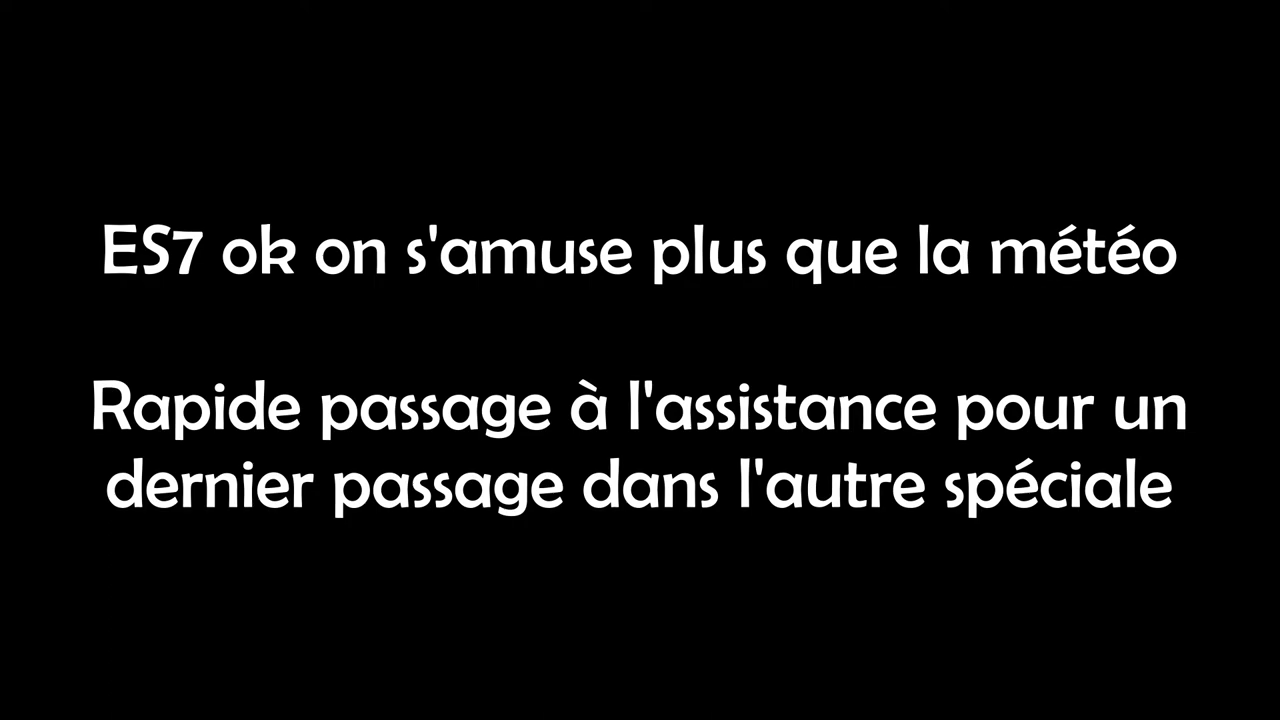 ES7 ok on s'amuse plus que la météo
Rapide passage à l'assistance pour un
dernier passage dans l'autre spéciale